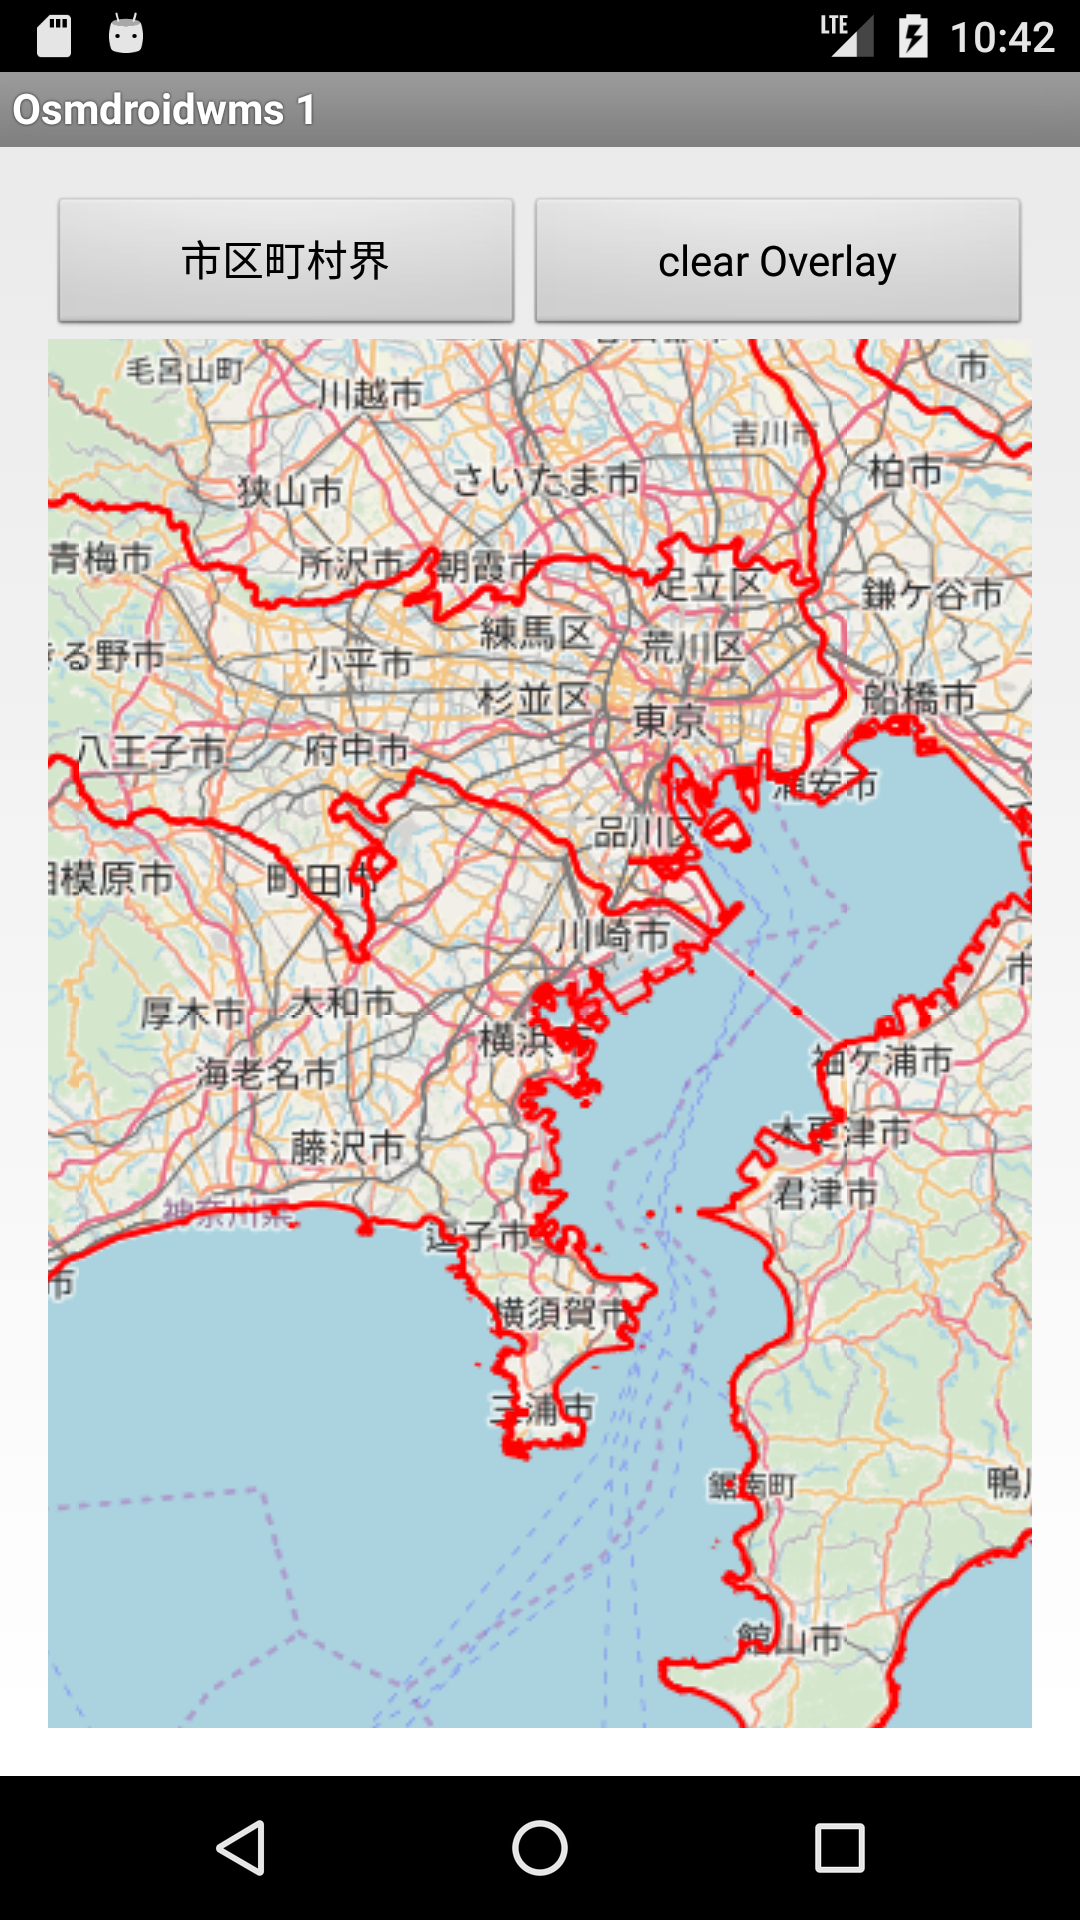 LTE 10:42
Osmdroidwms 1
市区町村界
clear Overlay
毛呂山町
市
川越市
吉川市
柏市
狭山市
さいたま市
青梅市
所沢市
朝霞市
足立区
鎌ケ谷市
練馬区
荒川区
る野市
小平市
杉並区
船橋市
東京
八王子市
府中市
浦安市
品川区
模原市
町田市
川崎市
市
厚木市
大和市
横浜市
袖ケ浦市
海老名市
木更津市
藤沢市
君津市
神奈川県
逗子市
市
横須賀市
三浦市
鋸南町
鴨川
館山市